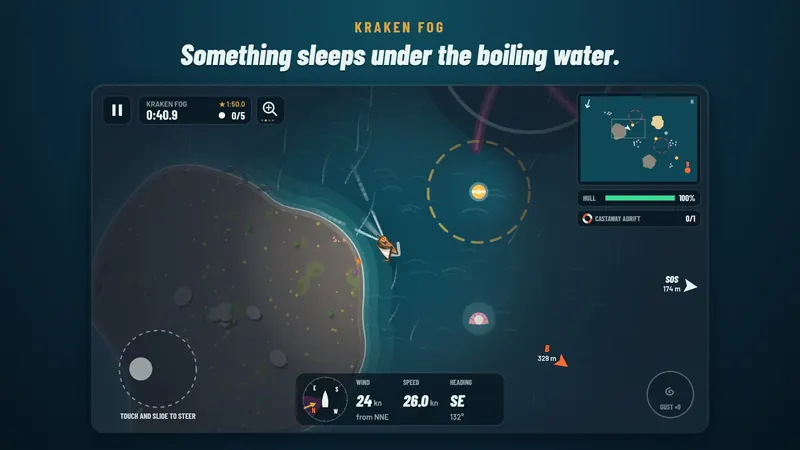 KRAKEN FOG
Something sleeps under the boiling water.
KRAKEN FOG
★ 1:50.0
0:40.9
0/5
N
HULL
100%
CASTAWAY ADRIFT
0/1
SOS
174 m
B
329 m
TOUCH AND SLIDE TO STEER
E S
N W
WIND
24 kn
from NNE
SPEED
26.0 kn
HEADING
SE
132°
GUST ×0